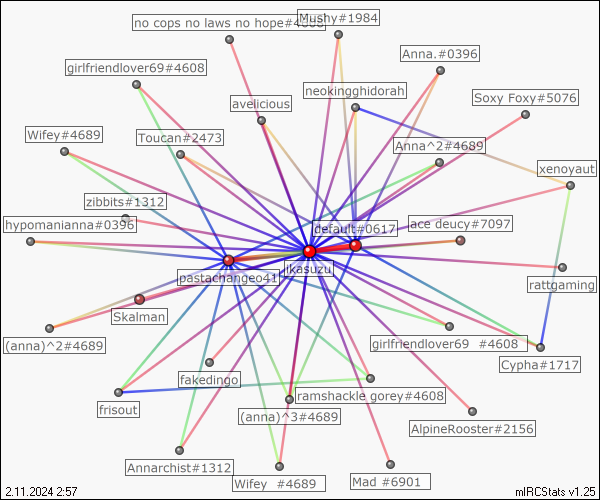 no cops no laws no hope#4608
Mushy#1984
Anna.#0396
girlfriendlover69#4608
neokingghidorah
Soxy Foxy#5076
avelicious
Wifey#4689
Toucan#2473
Anna^2#4689
xenoyaut
zibbits#1312
hypomanianna#0396
default#0617
ace deucy#7097
pastachangeo41
jikasuzu
rattgaming
Skalman
(anna)^2#4689
girlfriendlover69 #4608
Cypha#1717
fakedingo
frisout
(anna)^3#4689
ramshackle gorey#4608
AlpineRooster#2156
Annarchist#1312
Wifey #4689
Mad #6901
2.11.2024 2:57
mIRCStats v1.25